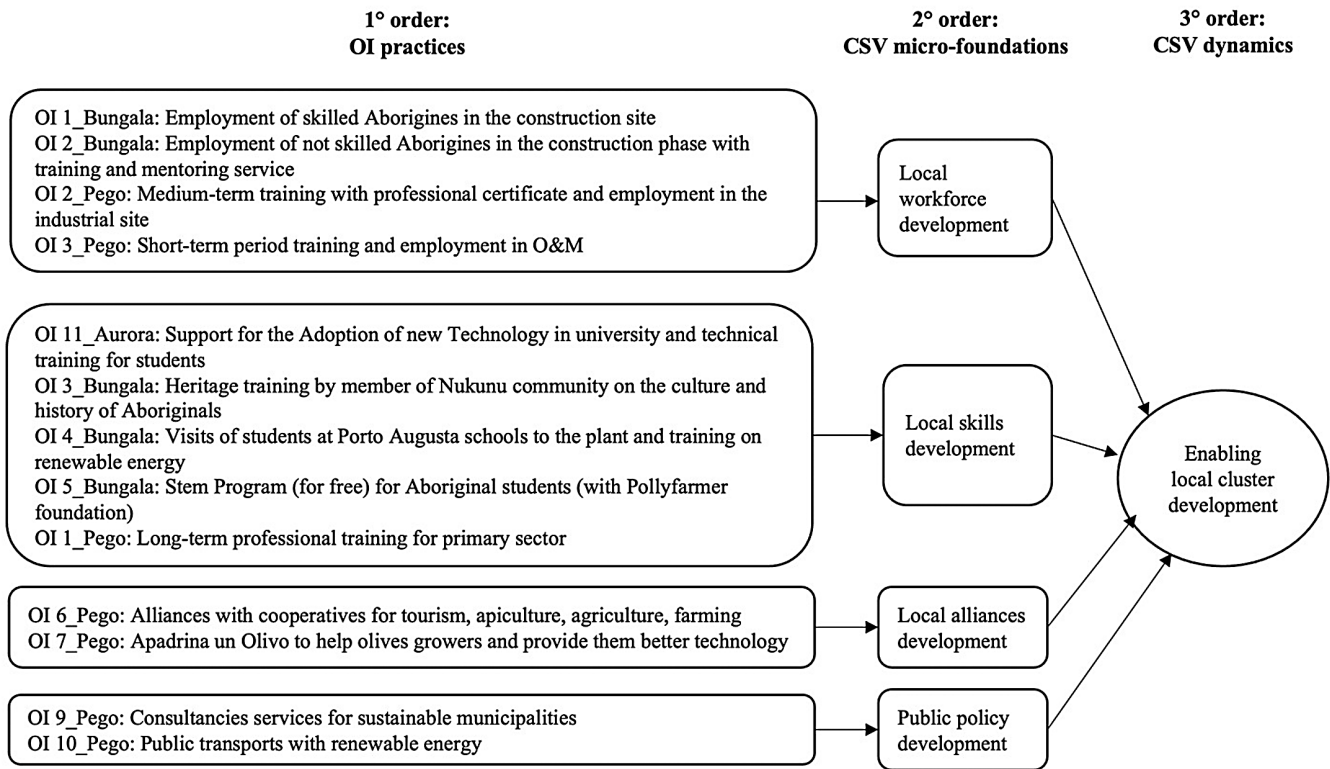 1° order:
OI practices
2° order:
CSV micro-foundations
3° order:
CSV dynamics
OI 1_Bungala: Employment of skilled Aborigines in the construction site
OI 2_Bungala: Employment of not skilled Aborigines in the construction phase with
training and mentoring service
OI 2_Pego: Medium-term training with professional certificate and employment in the
industrial site
OI 3_Pego: Short-term period training and employment in O&M
Local
workforce
development
OI 11_Aurora: Support for the Adoption of new Technology in university and technical
training for students
OI 3_Bungala: Heritage training by member of Nukunu community on the culture and
history of Aboriginals
OI 4_Bungala: Visits of students at Porto Augusta schools to the plant and training on
renewable energy
OI 5_Bungala: Stem Program (for free) for Aboriginal students (with Pollyfarmer
foundation)
OI 1_Pego: Long-term professional training for primary sector
Local skills
development
Enabling
local cluster
development
OI 6_Pego: Alliances with cooperatives for tourism, apiculture, agriculture, farming
OI 7_Pego: Apadrina un Olivo to help olives growers and provide them better technology
Local alliances
development
OI 9_Pego: Consultancies services for sustainable municipalities
OI 10_Pego: Public transports with renewable energy
Public policy
development